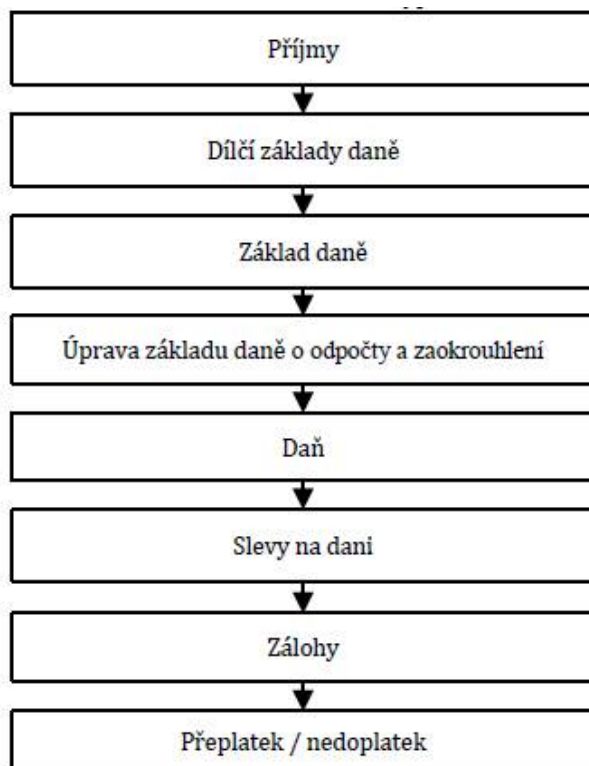 Příjmy
Dílčí základy daně
Základ daně
Úprava základu daně o odpočty a zaokrouhlení
Daň
Slevy na dani
Zálohy
Přeplatek / nedoplatek